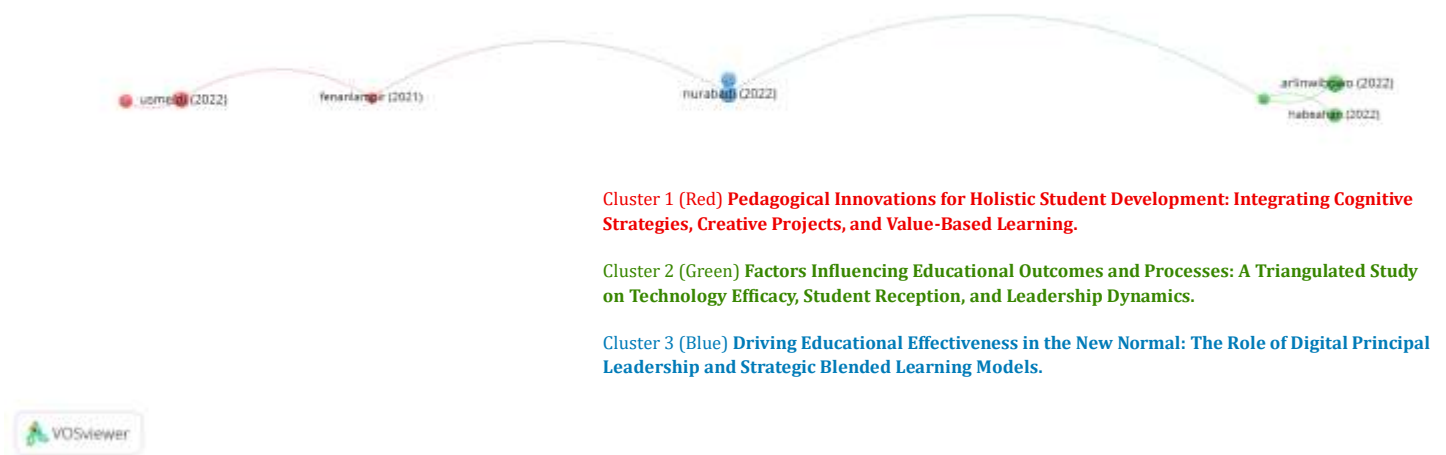 arlinwibowo (2022)
usmeldi (2022)
fenanlampir (2021)
nurabadi (2022)
habsahan (2022)
Cluster 1 (Red) Pedagogical Innovations for Holistic Student Development: Integrating Cognitive
Strategies, Creative Projects, and Value-Based Learning.
Cluster 2 (Green) Factors Influencing Educational Outcomes and Processes: A Triangulated Study
on Technology Efficacy, Student Reception, and Leadership Dynamics.
Cluster 3 (Blue) Driving Educational Effectiveness in the New Normal: The Role of Digital Principal
Leadership and Strategic Blended Learning Models.
VOSviewer